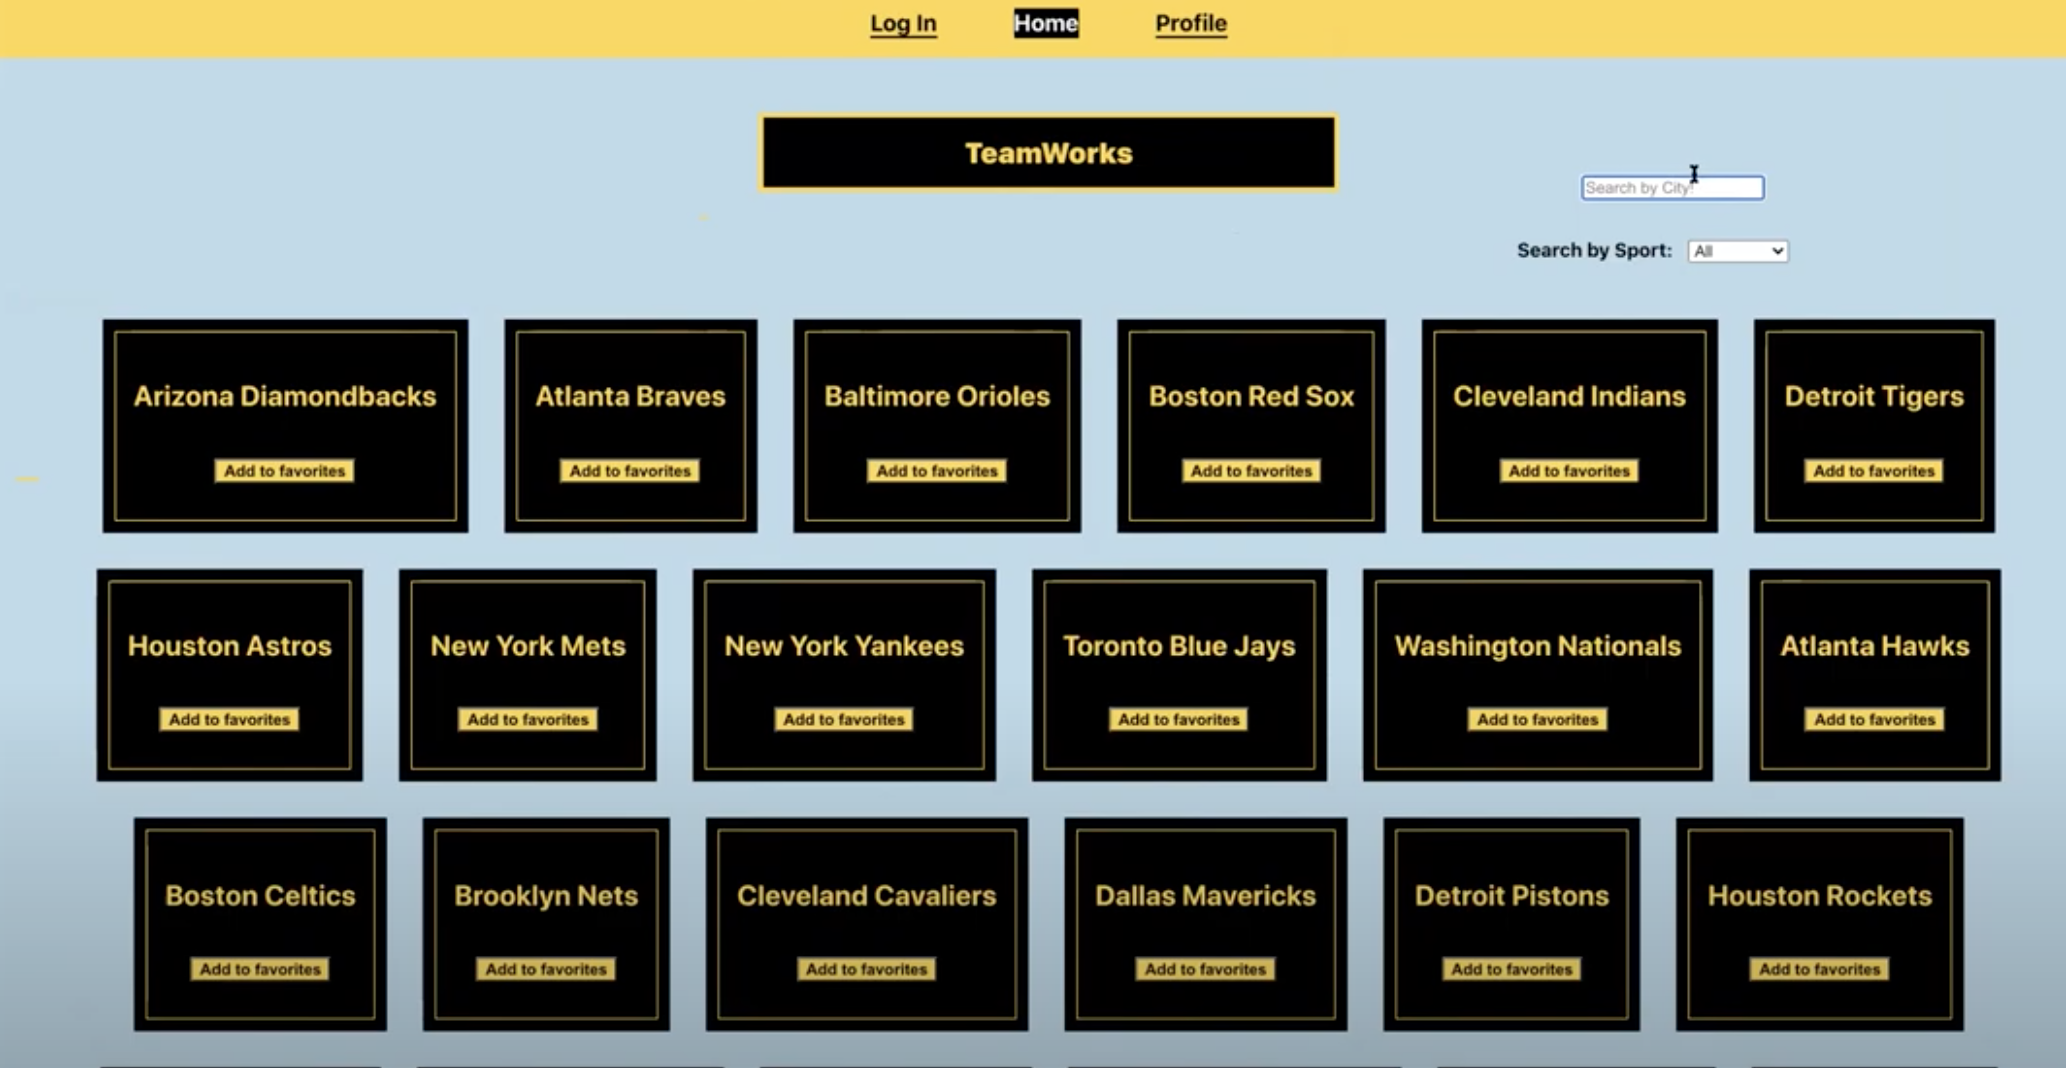 Log In Home Profile
TeamWorks
Search by City!
Search by Sport: All
Arizona Diamondbacks Atlanta Braves Baltimore Orioles Boston Red Sox Cleveland Indians Detroit Tigers
Add to favorites Add to favorites Add to favorites Add to favorites Add to favorites Add to favorites
Houston Astros New York Mets New York Yankees Toronto Blue Jays Washington Nationals Atlanta Hawks
Add to favorites Add to favorites Add to favorites Add to favorites Add to favorites Add to favorites
Boston Celtics Brooklyn Nets Cleveland Cavaliers Dallas Mavericks Detroit Pistons Houston Rockets
Add to favorites Add to favorites Add to favorites Add to favorites Add to favorites Add to favorites